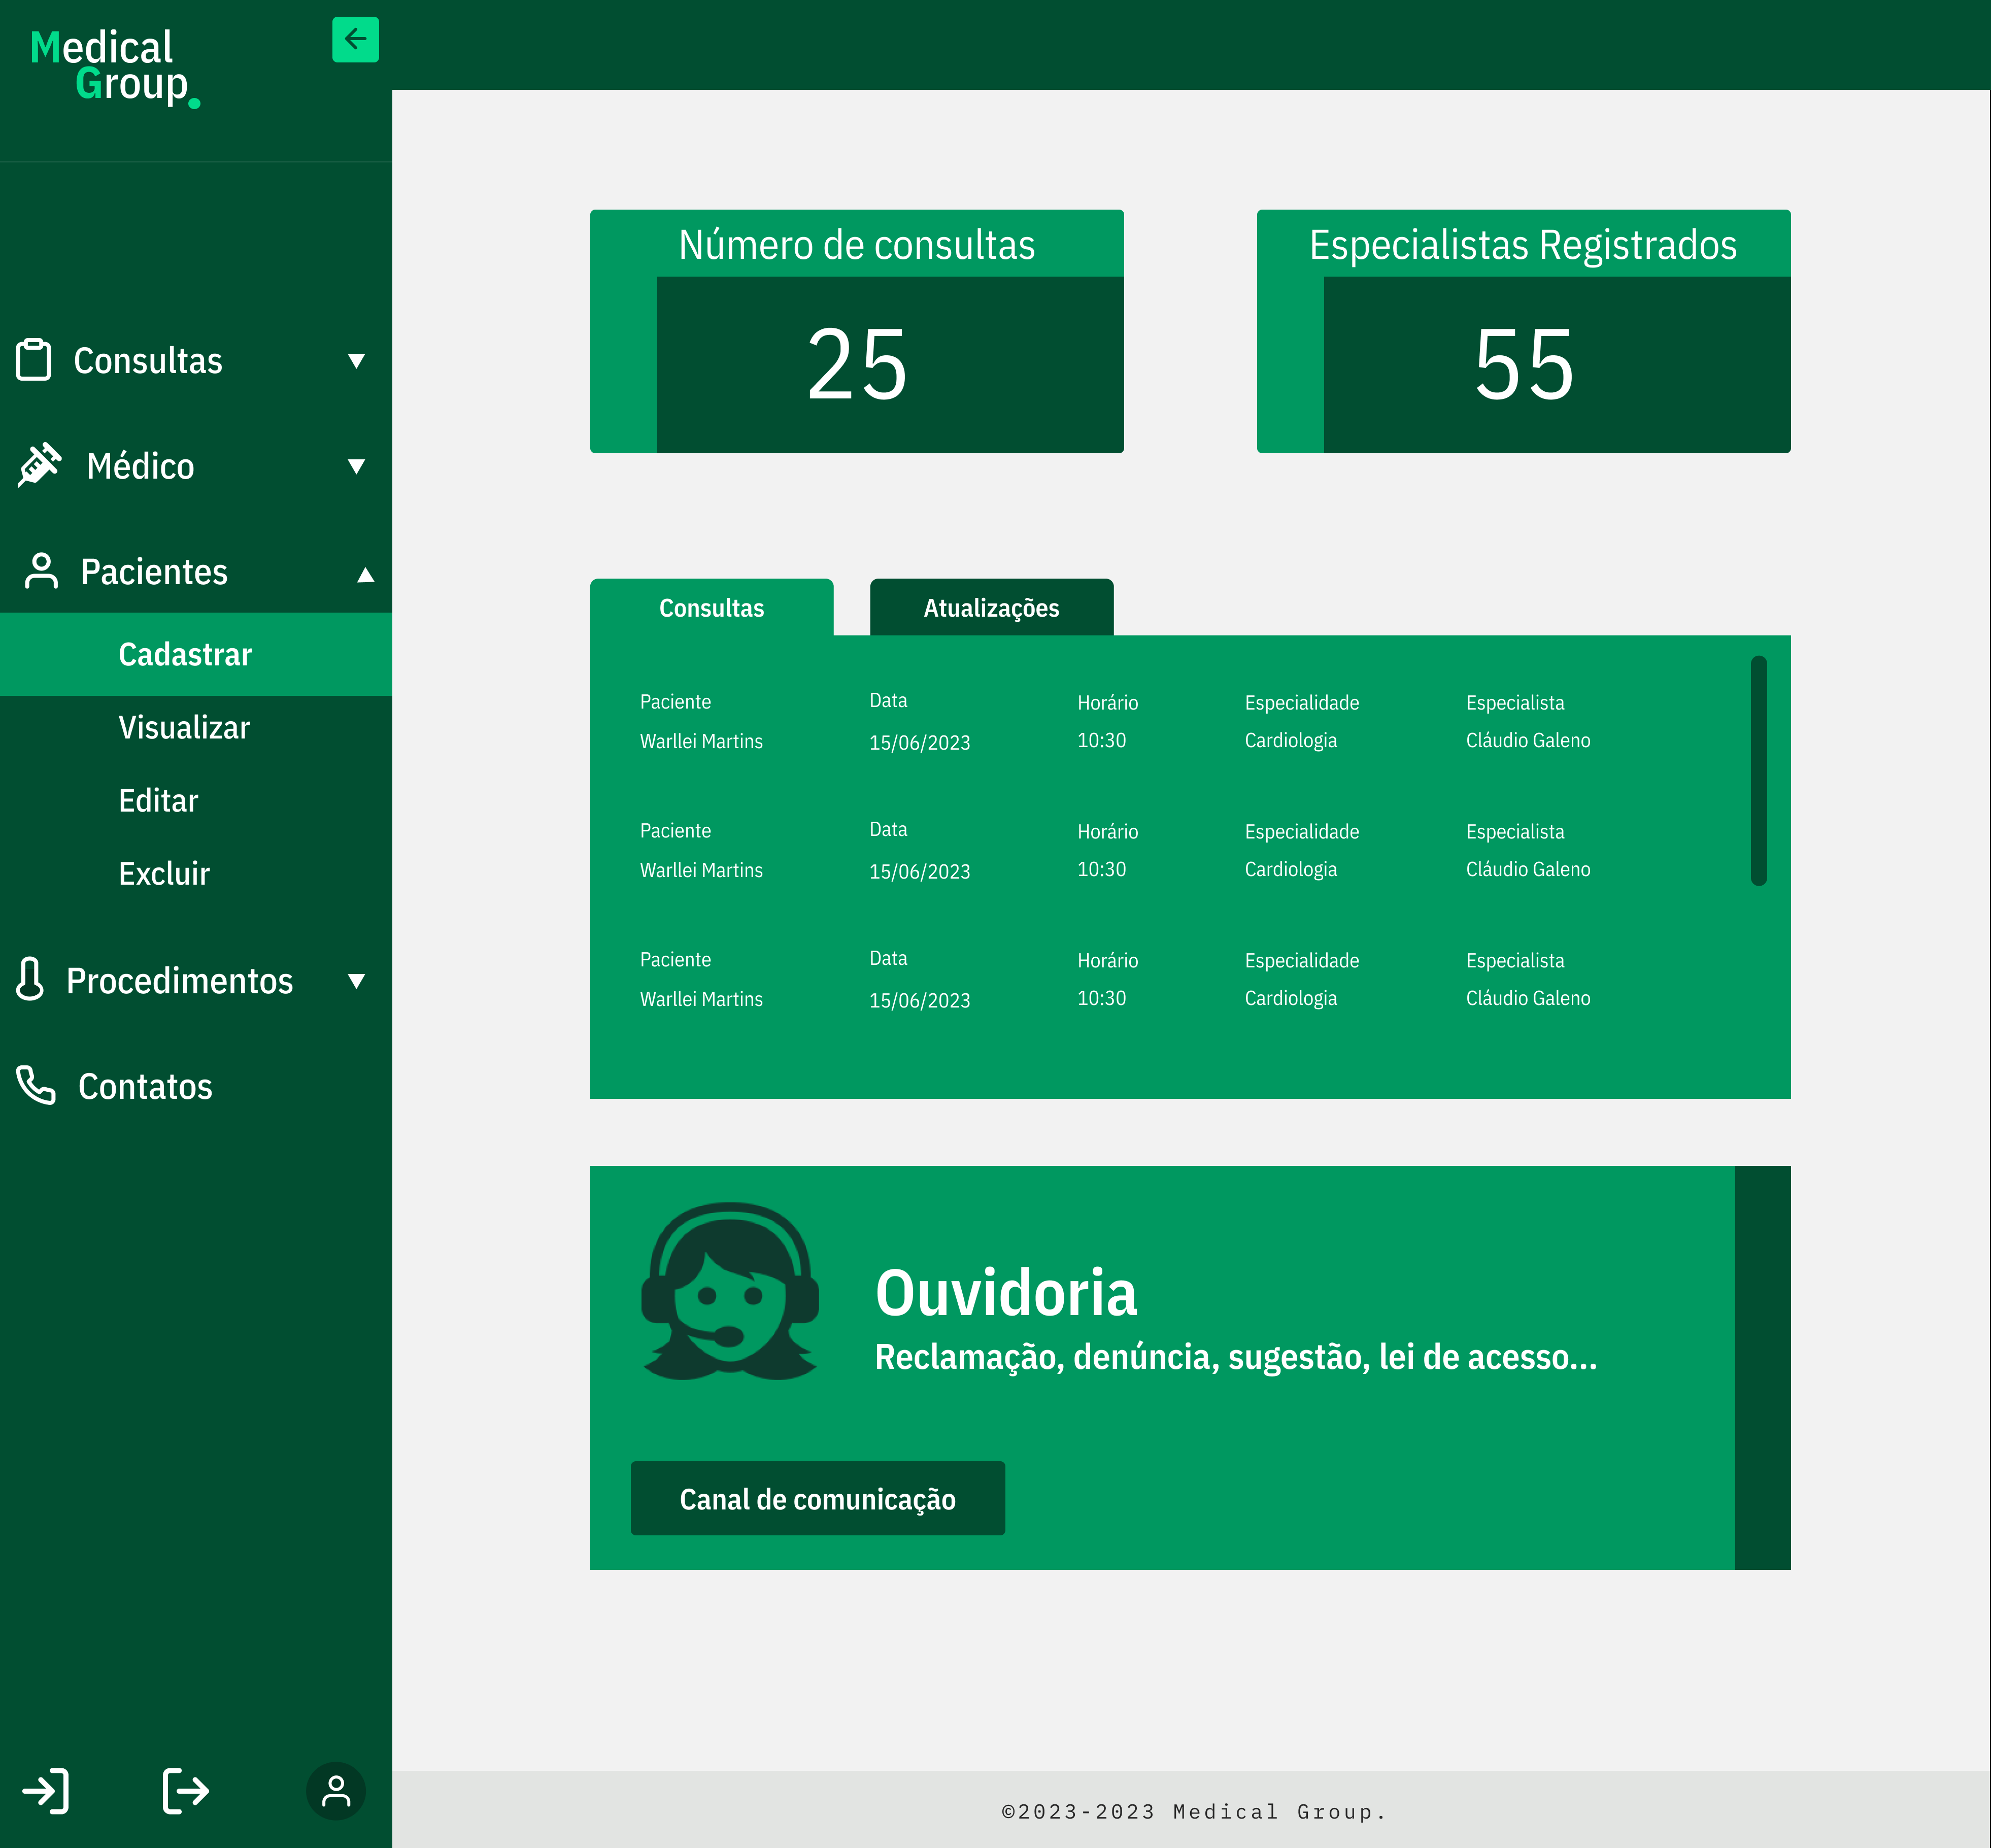 Medical
Group.
Consultas
Médico
Pacientes
Cadastrar
Visualizar
Editar
Excluir
Procedimentos
Contatos
Número de consultas
25
Especialistas Registrados
55
Consultas
Atualizações
Paciente Data Horário Especialidade Especialista
Warllei Martins 15/06/2023 10:30 Cardiologia Cláudio Galeno
Paciente Data Horário Especialidade Especialista
Warllei Martins 15/06/2023 10:30 Cardiologia Cláudio Galeno
Paciente Data Horário Especialidade Especialista
Warllei Martins 15/06/2023 10:30 Cardiologia Cláudio Galeno
Ouvidoria
Reclamação, denúncia, sugestão, lei de acesso...
Canal de comunicação
©2023-2023 Medical Group.